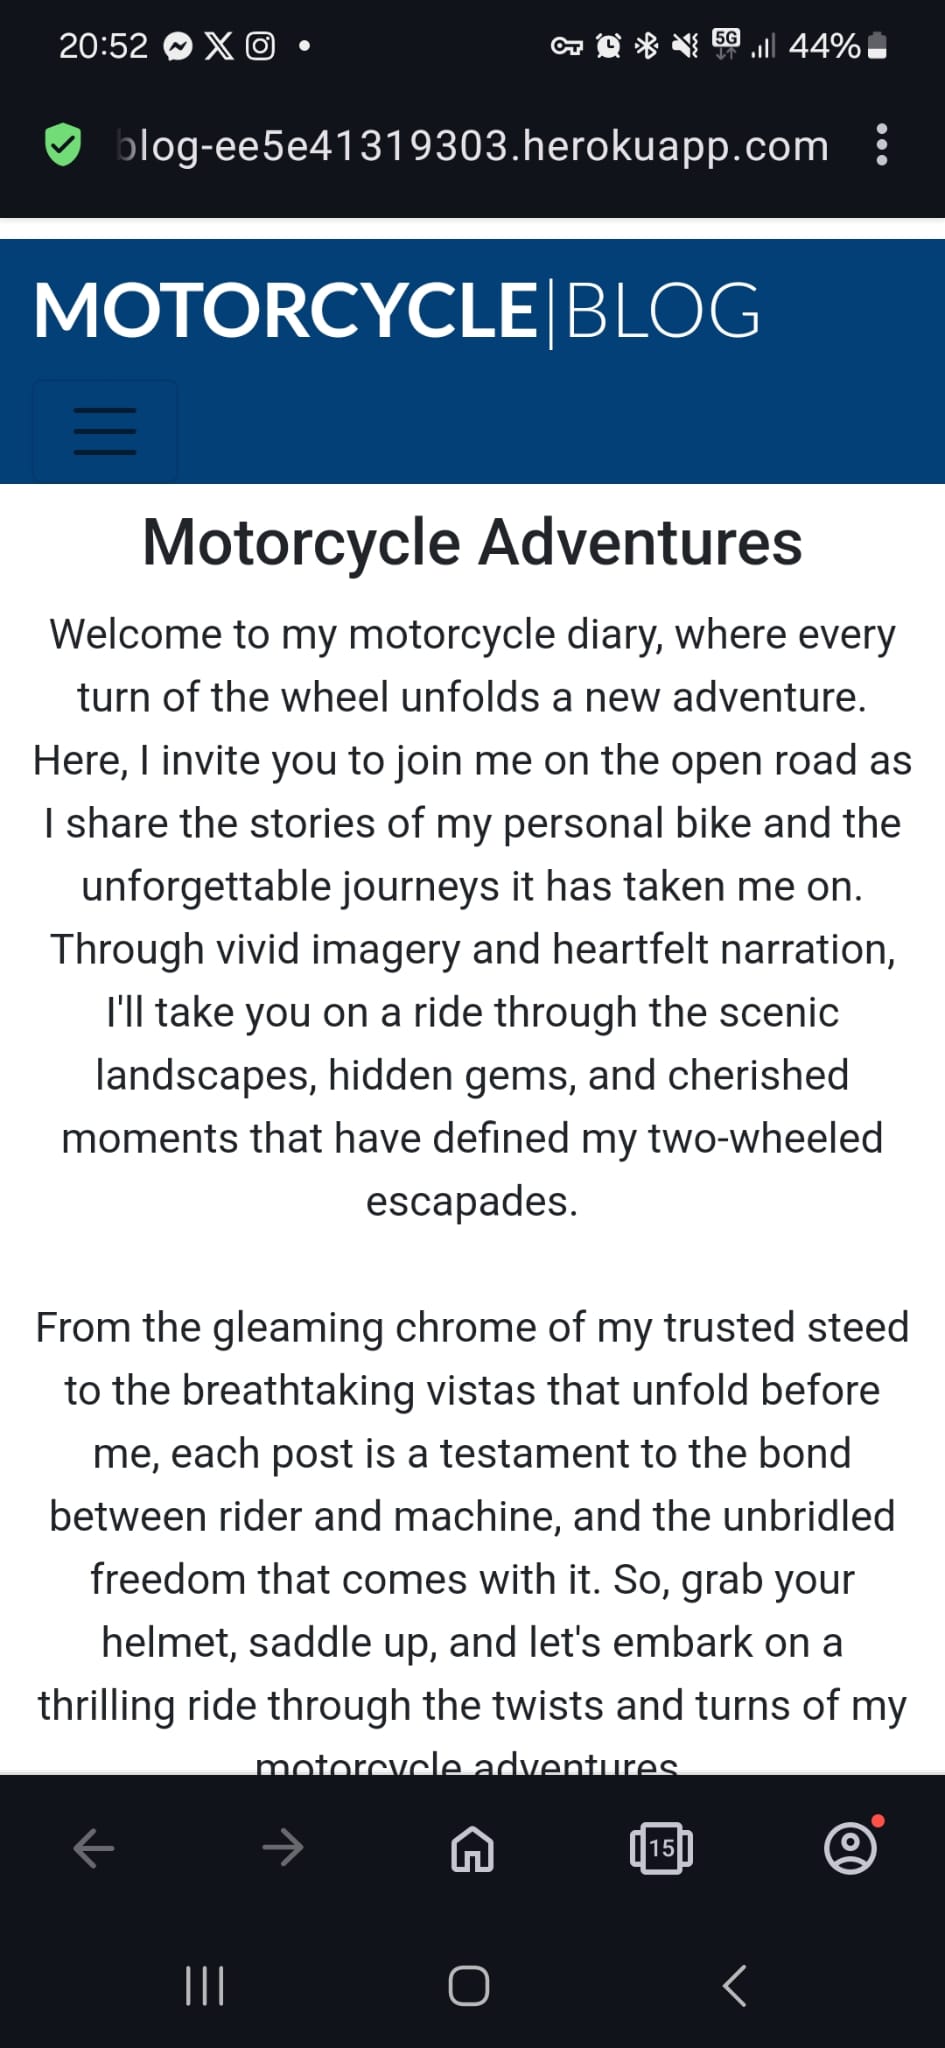 20:52 5G 44%
blog-ee5e41319303.herokuapp.com
MOTORCYCLE|BLOG
Motorcycle Adventures
Welcome to my motorcycle diary, where every
turn of the wheel unfolds a new adventure.
Here, I invite you to join me on the open road as
I share the stories of my personal bike and the
unforgettable journeys it has taken me on.
Through vivid imagery and heartfelt narration,
I'll take you on a ride through the scenic
landscapes, hidden gems, and cherished
moments that have defined my two-wheeled
escapades.
From the gleaming chrome of my trusted steed
to the breathtaking vistas that unfold before
me, each post is a testament to the bond
between rider and machine, and the unbridled
freedom that comes with it. So, grab your
helmet, saddle up, and let's embark on a
thrilling ride through the twists and turns of my
motorcycle adventures
15